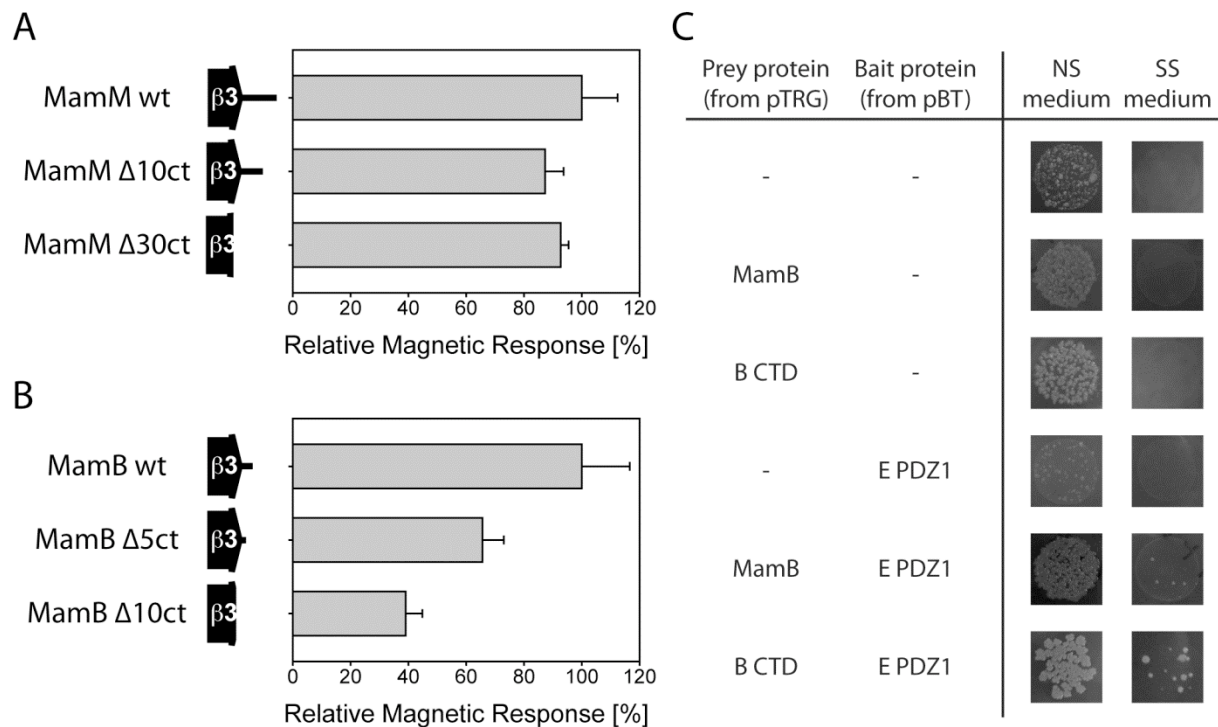 A
MamM wt
β3
MamM Δ10ct
β3
MamM Δ30ct
β3
0 20 40 60 80 100 120
Relative Magnetic Response [%]
B
MamB wt
β3
MamB Δ5ct
β3
MamB Δ10ct
β3
0 20 40 60 80 100 120
Relative Magnetic Response [%]
C
Prey protein Bait protein NS SS
(from pTRG) (from pBT) medium medium
- -
MamB -
B CTD -
- E PDZ1
MamB E PDZ1
B CTD E PDZ1